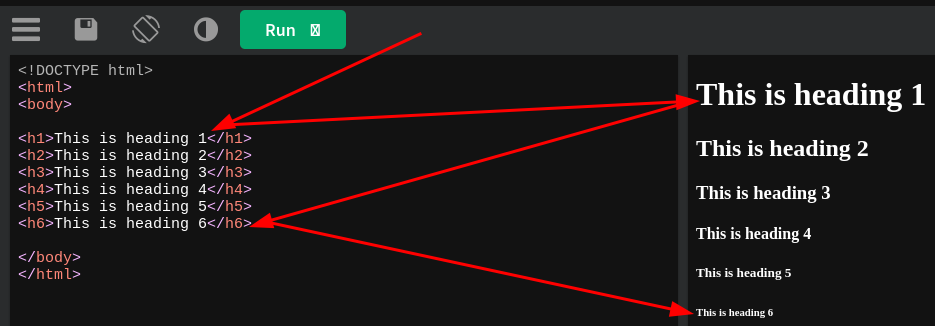 Run
<!DOCTYPE html>
<html>
<body>
<h1>This is heading 1</h1>
<h2>This is heading 2</h2>
<h3>This is heading 3</h3>
<h4>This is heading 4</h4>
<h5>This is heading 5</h5>
<h6>This is heading 6</h6>
</body>
</html>
This is heading 1
This is heading 2
This is heading 3
This is heading 4
This is heading 5
This is heading 6